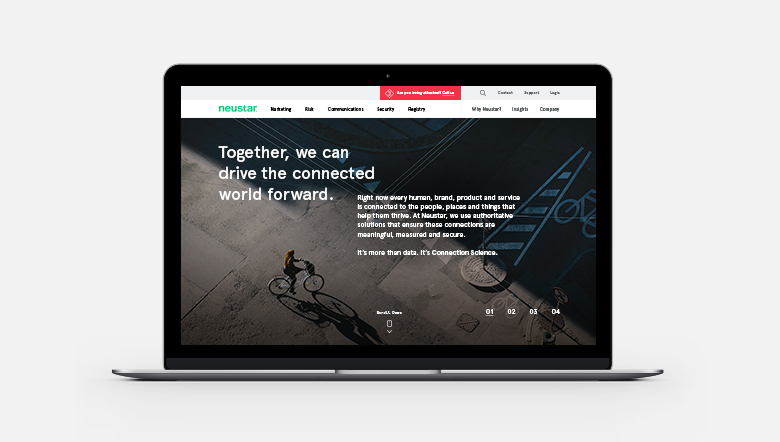 Are you being attacked? Call us
Contact Support Login
neustar
Marketing Risk Communications Security Registry
Why Neustar? Insights Company
Together, we can
drive the connected
world forward.
Right now every human, brand, product and service
is connected to the people, places and things that
help them thrive. At Neustar, we use authoritative
solutions that ensure these connections are
meaningful, measured and secure.
It's more than data. It's Connection Science.
Scroll Down
01 02 03 04